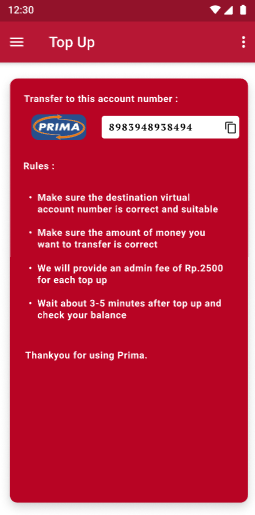 12:30
Top Up
Transfer to this account number :
PRIMA
8983948938494
Rules :
• Make sure the destination virtual
account number is correct and suitable
• Make sure the amount of money you
want to transfer is correct
• We will provide an admin fee of Rp.2500
for each top up
• Wait about 3-5 minutes after top up and
check your balance
Thankyou for using Prima.